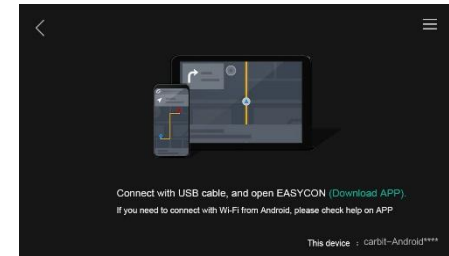 Connect with USB cable, and open EASYCON (Download APP).
If you need to connect with Wi-Fi from Android, please check help on APP
This device : carbit-Android****